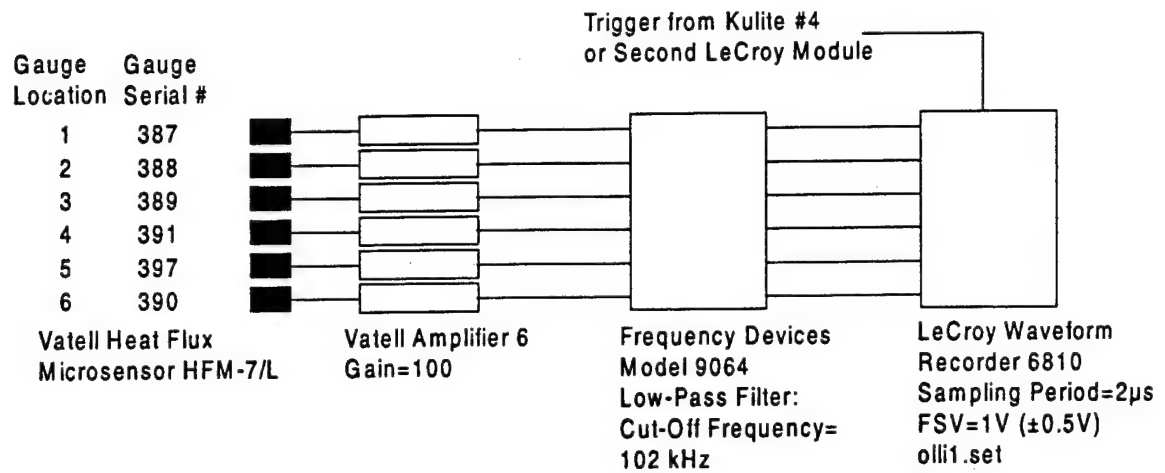 Trigger from Kulite #4
or Second LeCroy Module
Gauge Gauge
Location Serial #
1 387
2 388
3 389
4 391
5 397
6 390
Vatell Heat Flux
Microsensor HFM-7/L
Vatell Amplifier 6
Gain=100
Frequency Devices
Model 9064
Low-Pass Filter:
Cut-Off Frequency=
102 kHz
LeCroy Waveform
Recorder 6810
Sampling Period=2µs
FSV=1V (±0.5V)
olli1.set